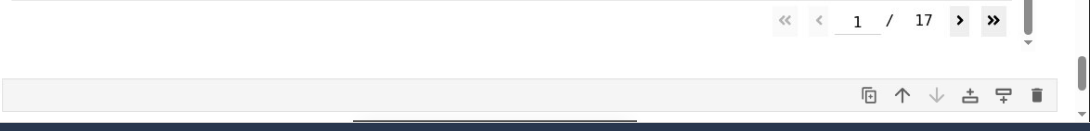 « ‹ 1 / 17 › »